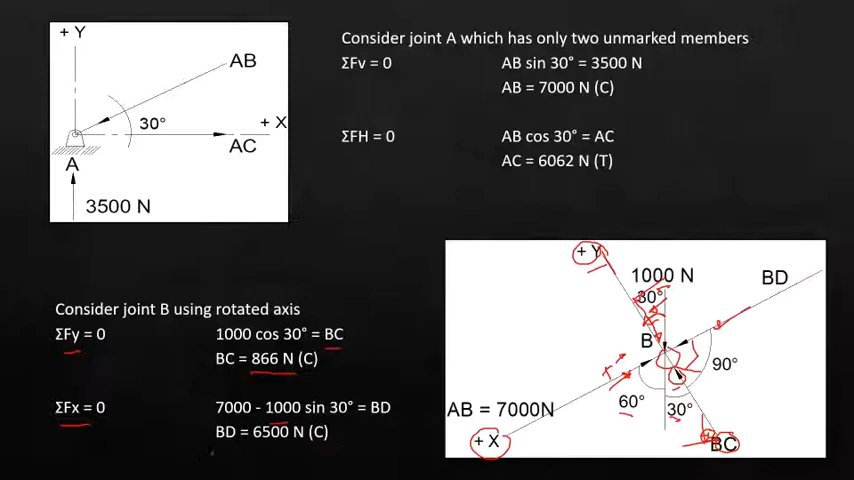 + Y
AB
30°
+ X
AC
A
3500 N
Consider joint A which has only two unmarked members
ΣFv = 0 AB sin 30° = 3500 N
AB = 7000 N (C)
ΣFH = 0 AB cos 30° = AC
AC = 6062 N (T)
Consider joint B using rotated axis
ΣFy = 0 1000 cos 30° = BC
BC = 866 N (C)
ΣFx = 0 7000 - 1000 sin 30° = BD
BD = 6500 N (C)
+ Y
1000 N
BD
30°
B
90°
60°
30°
AB = 7000N
+ X
BC